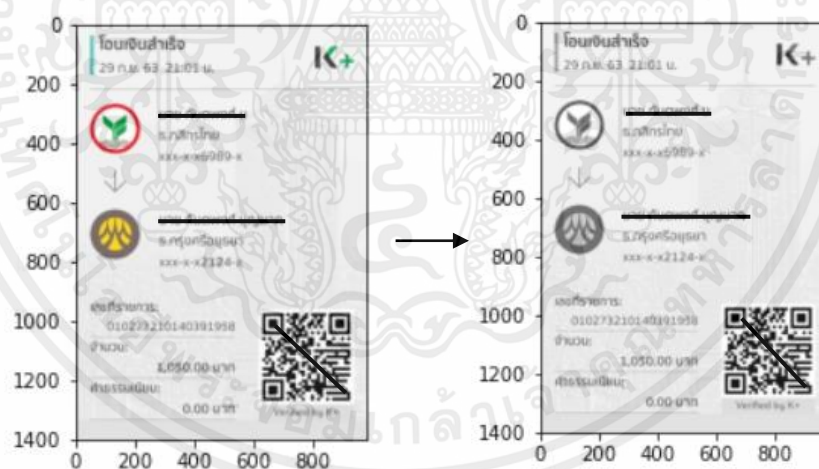 0
200
400
600
800
1000
1200
1400
0 200 400 600 800
โอนเงินสำเร็จ
29 ก.ย. 63 21:01 น.
K+
ธ.กสิกรไทย
xxx-x-x6989-x
ธ.กรุงศรีอยุธยา
xxx-x-x2124-x
เลขที่รายการ:
010273210140391958
จำนวน:
1,050.00 บาท
ค่าธรรมเนียม:
0.00 บาท
Verified by K+
0
200
400
600
800
1000
1200
1400
0 200 400 600 800
โอนเงินสำเร็จ
29 ก.ย. 63 21:01 น.
K+
ธ.กสิกรไทย
xxx-x-x6989-x
ธ.กรุงศรีอยุธยา
xxx-x-x2124-x
เลขที่รายการ:
010273210140391958
จำนวน:
1,050.00 บาท
ค่าธรรมเนียม:
0.00 บาท
Verified by K+